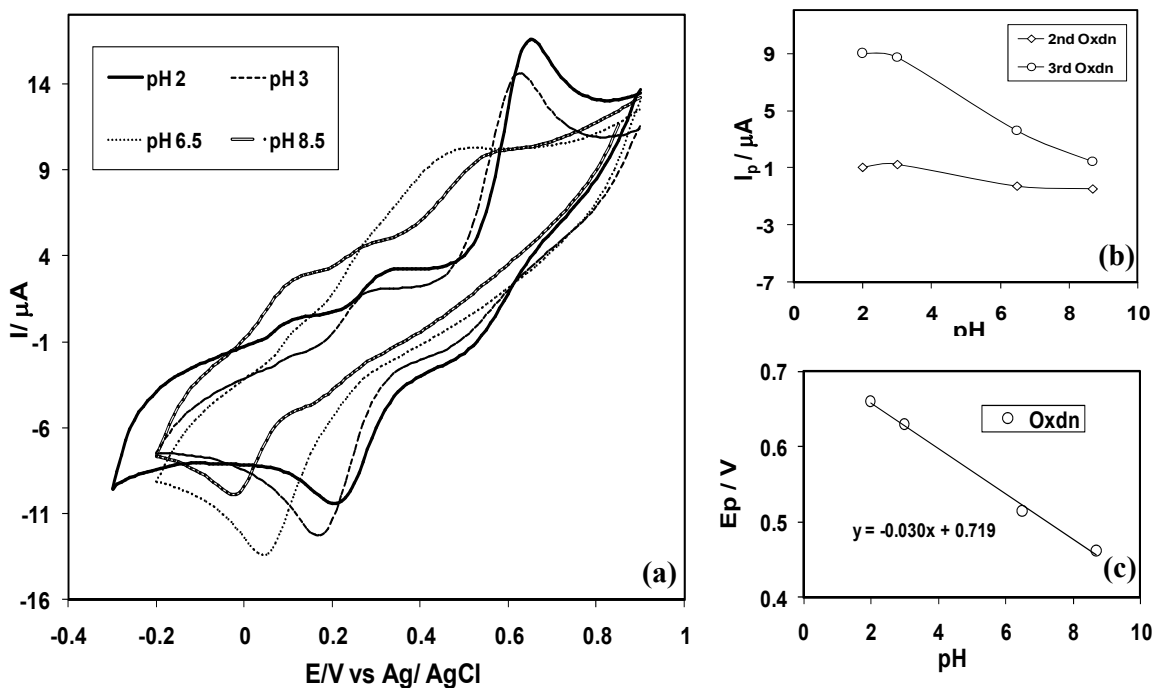 14
9
4
-1
-6
-11
-16
I/ μA
pH 2
pH 3
pH 6.5
pH 8.5
(a)
-0.4 -0.2 0 0.2 0.4 0.6 0.8 1
E/V vs Ag/ AgCl
9
5
1
-3
-7
Ip / μA
2nd Oxdn
3rd Oxdn
(b)
0 2 4 6 8 10
pH
0.7
0.6
0.5
0.4
Ep / V
Oxdn
y = -0.030x + 0.719
(c)
0 2 4 6 8 10
pH